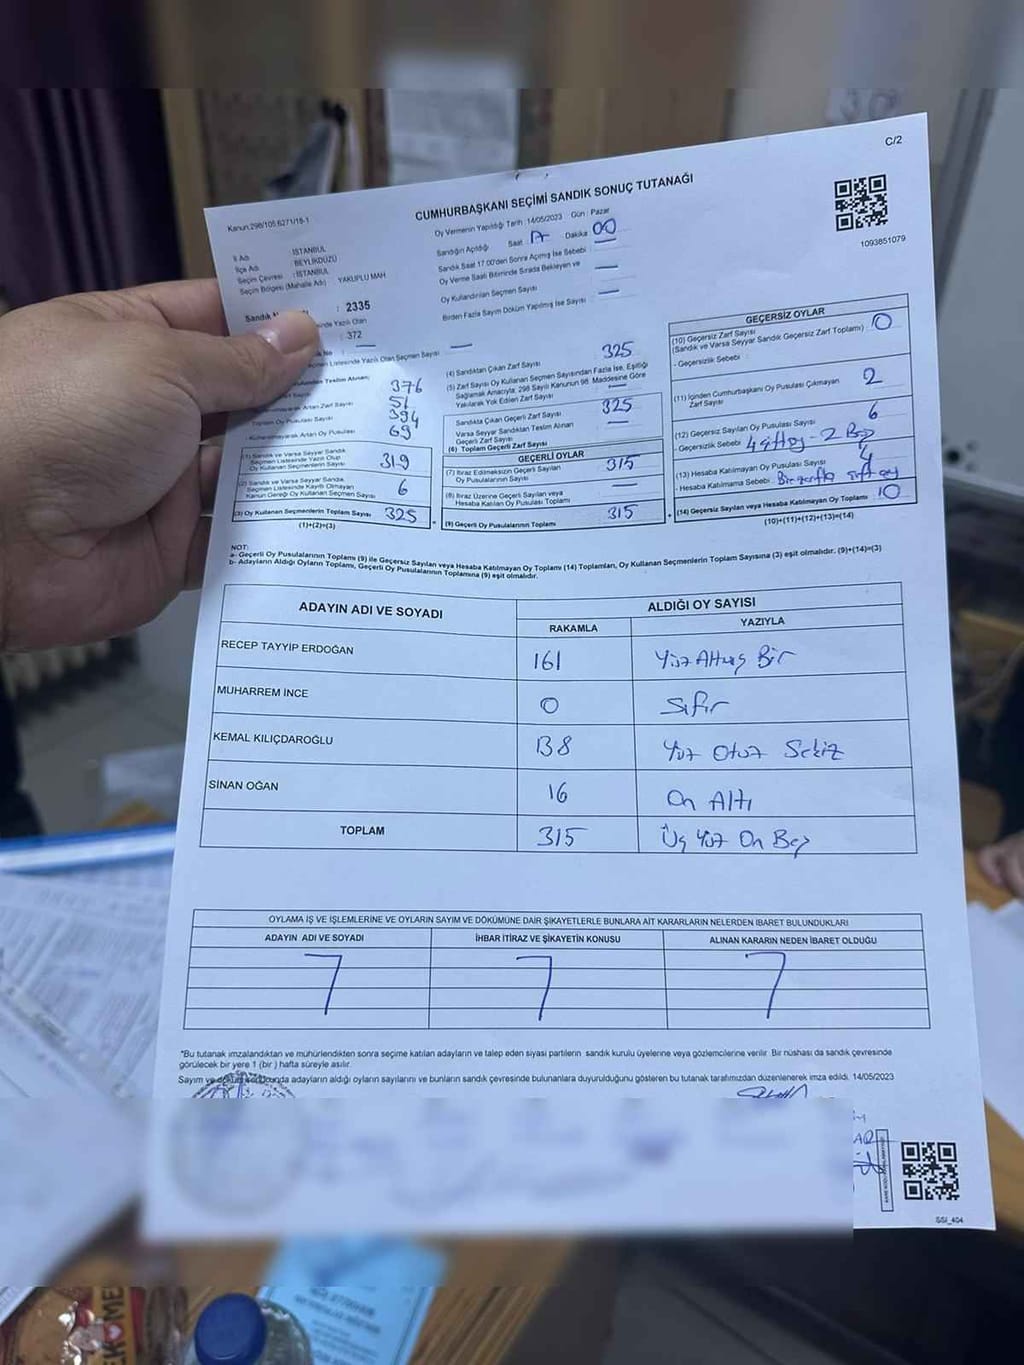 C/2
CUMHURBAŞKANI SEÇİMİ SANDIK SONUÇ TUTANAĞI
1093851079
Kanun.298/105.6271/18-1
Oy Vermenin Yapıldığı Tarih :14/05/2023 Gün : Pazar
İl Adı : İSTANBUL
İlçe Adı : BEYLİKDÜZÜ
Seçim Çevresi : İSTANBUL
Seçim Bölgesi (Mahalle Adı) YAKUPLU MAH
Sandık : 2335
Yazılı Olan
: 372
No :
Listesinde Yazılı Olan Seçmen Sayısı
Sandığın Açıldığı Saat Dakika 00
Sandık Saat 17:00'den Sonra Açılmış İse Sebebi
Oy Verme Saati Bitiminde Sırada Bekleyen ve
Oy Kullandırılan Seçmen Sayısı
Birden Fazla Sayım Döküm Yapılmış İse Sayısı
Teslim Alınan
376
Artan Zarf Sayısı 51
Toplam Oy Pusulası Sayısı 394
Kullanılmayarak Artan Oy Pusulası 69
(1) Sandık ve Varsa Seyyar Sandık
Seçmen Listesinde Yazılı Olup
Oy Kullanan Seçmenlerin Sayısı 319
(2) Sandık ve Varsa Seyyar Sandık
Seçmen Listesinde Kayıtlı Olmayan
Kanun Gereği Oy Kullanan Seçmen Sayısı 6
(3) Oy Kullanan Seçmenlerin Toplam Sayısı 325
(1)+(2)=(3)
(4) Sandıktan Çıkan Zarf Sayısı 325
(5) Zarf Sayısı Oy Kullanan Seçmen Sayısından Fazla İse, Eşitliği
Sağlamak Amacıyla; 298 Sayılı Kanunun 98. Maddesine Göre
Yakılarak Yok Edilen Zarf Sayısı
Sandıkta Çıkan Geçerli Zarf Sayısı 325
Varsa Seyyar Sandıktan Teslim Alınan
Geçerli Zarf Sayısı
(6) Toplam Geçerli Zarf Sayısı
GEÇERLİ OYLAR
(7) İtiraz Edilmeksizin Geçerli Sayılan
Oy Pusulalarının Sayısı 315
(8) İtiraz Üzerine Geçerli Sayılan veya
Hesaba Katılan Oy Pusulası Toplamı
(9) Geçerli Oy Pusulalarının Toplamı 315
GEÇERSİZ OYLAR
(10) Geçersiz Zarf Sayısı
(Sandık ve Varsa Seyyar Sandık Geçersiz Zarf Toplamı) 0
- Geçersizlik Sebebi :
(11) İçinden Cumhurbaşkanı Oy Pusulası Çıkmayan
Zarf Sayısı 2
(12) Geçersiz Sayılan Oy Pusulası Sayısı 6
- Geçersizlik Sebebi
(13) Hesaba Katılmayan Oy Pusulası Sayısı
- Hesaba Katılmama Sebebi :
(14) Geçersiz Sayılan veya Hesaba Katılmayan Oy Toplamı 10
(10)+(11)+(12)+(13)=(14)
NOT:
a- Geçerli Oy Pusulalarının Toplamı (9) ile Geçersiz Sayılan veya Hesaba Katılmayan Oy Toplamı (14) Toplamları, Oy Kullanan Seçmenlerin Toplam Sayısına (3) eşit olmalıdır. (9)+(14)=(3)
b- Adayların Aldığı Oyların Toplamı, Geçerli Oy Pusulalarının Toplamına (9) eşit olmalıdır.
ADAYIN ADI VE SOYADI ALDIĞI OY SAYISI
RAKAMLA YAZIYLA
RECEP TAYYİP ERDOĞAN 161 Yüz Altmış Bir
MUHARREM İNCE 0 Sıfır
KEMAL KILIÇDAROĞLU 138 Yüz Otuz Sekiz
SİNAN OĞAN 16 On Altı
TOPLAM 315 Üç Yüz On Beş
OYLAMA İŞ VE İŞLEMLERİNE VE OYLARIN SAYIM VE DÖKÜMÜNE DAİR ŞİKAYETLERLE BUNLARA AİT KARARLARIN NELERDEN İBARET BULUNDUKLARI
ADAYIN ADI VE SOYADI İHBAR İTİRAZ VE ŞİKAYETİN KONUSU ALINAN KARARIN NEDEN İBARET OLDUĞU
*Bu tutanak imzalandıktan ve mühürlendikten sonra seçime katılan adayların ve talep eden siyasi partilerin sandık kurulu üyelerine veya gözlemcilerine verilir. Bir nüshası da sandık çevresinde
görülecek bir yere 1 (bir ) hafta süreyle asılır.
Sayım ve döküm sonucunda adayların aldığı oyların sayılarını ve bunların sandık çevresinde bulunanlara duyurulduğunu gösteren bu tutanak tarafımızdan düzenlenerek imza edildi. 14/05/2023
SSI_404